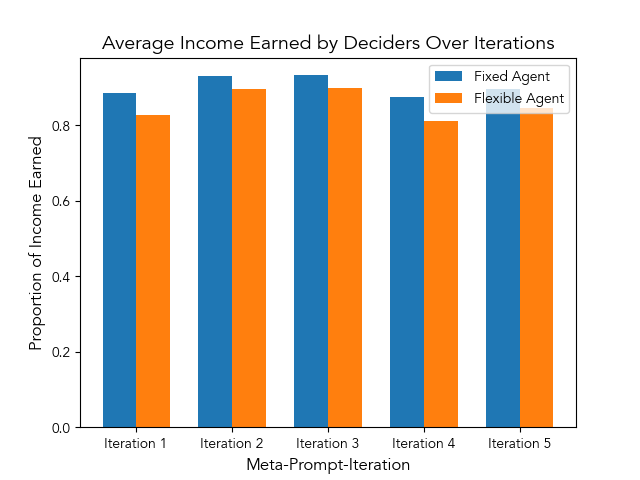 Average Income Earned by Deciders Over Iterations
Fixed Agent
Flexible Agent
Proportion of Income Earned
0.8
0.6
0.4
0.2
0.0
Iteration 1
Iteration 2
Iteration 3
Iteration 4
Iteration 5
Meta-Prompt-Iteration